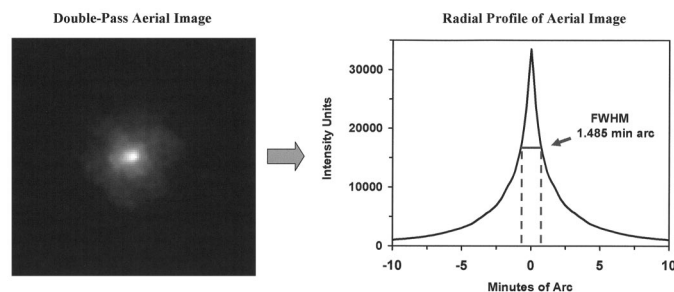 Double-Pass Aerial Image
Radial Profile of Aerial Image
30000
20000
10000
0
Intensity Units
FWHM
1.485 min arc
-10 -5 0 5 10
Minutes of Arc